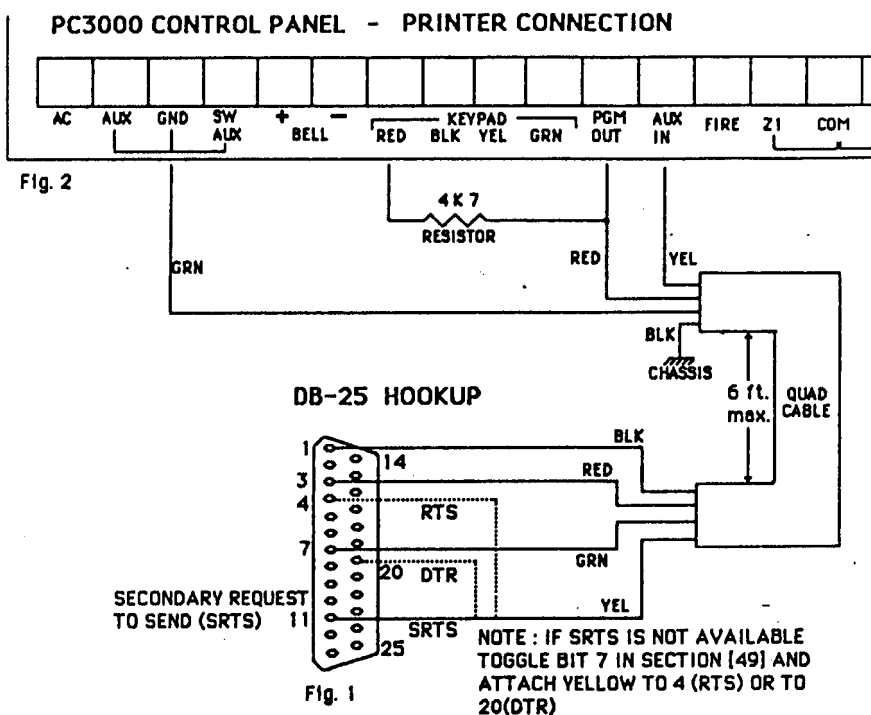 PC3000 CONTROL PANEL - PRINTER CONNECTION
AC AUX GND SW AUX + - BELL RED BLK KEYPAD YEL GRN PGM OUT AUX IN FIRE Z1 COM
Fig. 2
4K7
RESISTOR
GRN
RED
YEL
BLK
CHASSIS
6 ft.
max.
QUAD
CABLE
DB-25 HOOKUP
1
14
BLK
3
RED
4
RTS
7
GRN
20
DTR
SECONDARY REQUEST
TO SEND (SRTS) 11
SRTS
YEL
25
Fig. 1
NOTE : IF SRTS IS NOT AVAILABLE
TOGGLE BIT 7 IN SECTION [49] AND
ATTACH YELLOW TO 4 (RTS) OR TO
20(DTR)